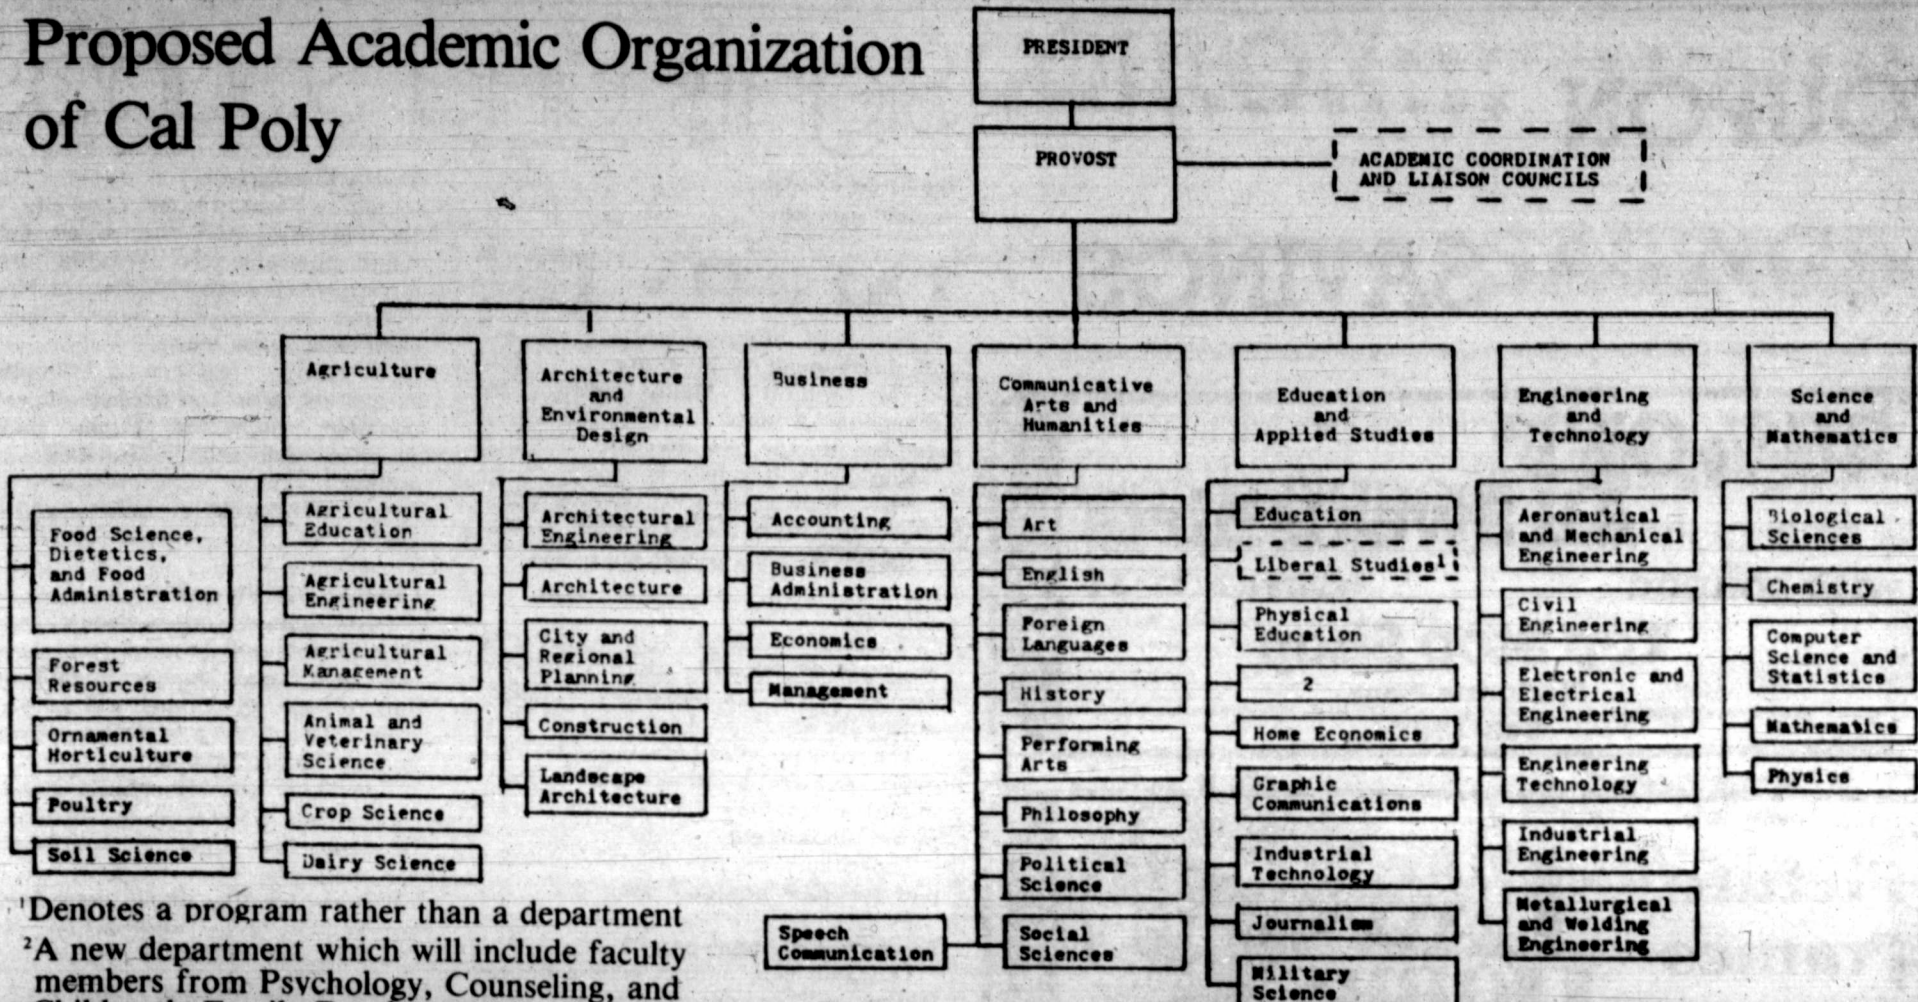 Proposed Academic Organization
of Cal Poly
PRESIDENT
PROVOST
ACADEMIC COORDINATION
AND LIAISON COUNCILS
Agriculture
Architecture
and
Environmental
Design
Business
Communicative
Arts and
Humanities
Education
and
Applied Studies
Engineering
and
Technology
Science
and
Mathematics
Food Science,
Dietetics,
and Food
Administration
Forest
Resources
Ornamental
Horticulture
Poultry
Soil Science
Agricultural
Education
Agricultural
Engineering
Agricultural
Management
Animal and
Veterinary
Science
Crop Science
Dairy Science
Architectural
Engineering
Architecture
City and
Regional
Planning
Construction
Landscape
Architecture
Accounting
Business
Administration
Economics
Management
Art
English
Foreign
Languages
History
Performing
Arts
Philosophy
Political
Science
Social
Sciences
Speech
Communication
Education
Liberal Studies¹
Physical
Education
2
Home Economics
Graphic
Communications
Industrial
Technology
Journalism
Military
Science
Aeronautical
and Mechanical
Engineering
Civil
Engineering
Electronic and
Electrical
Engineering
Engineering
Technology
Industrial
Engineering
Metallurgical
and Welding
Engineering
Biological
Sciences
Chemistry
Computer
Science and
Statistics
Mathematics
Physics
¹Denotes a program rather than a department
²A new department which will include faculty
members from Psychology, Counseling, and